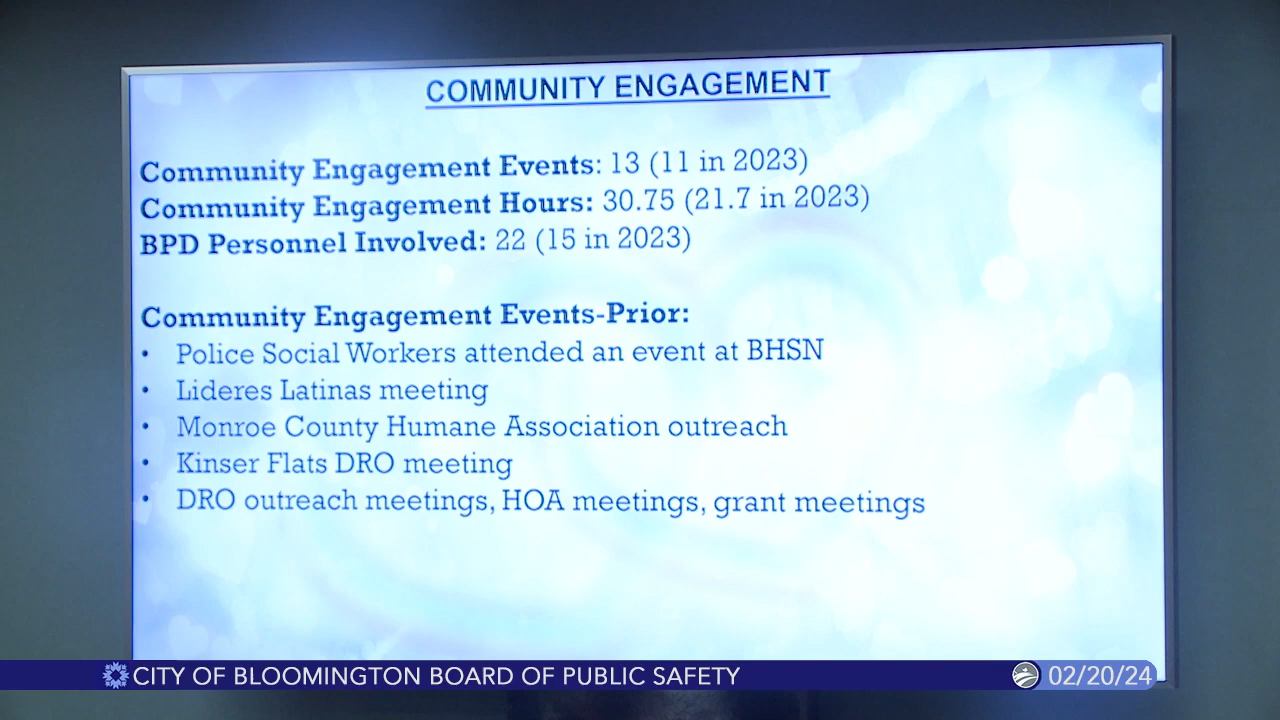 COMMUNITY ENGAGEMENT
Community Engagement Events: 13 (11 in 2023)
Community Engagement Hours: 30.75 (21.7 in 2023)
BPD Personnel Involved: 22 (15 in 2023)
Community Engagement Events-Prior:
• Police Social Workers attended an event at BHSN
• Lideres Latinas meeting
• Monroe County Humane Association outreach
• Kinser Flats DRO meeting
• DRO outreach meetings, HOA meetings, grant meetings
CITY OF BLOOMINGTON BOARD OF PUBLIC SAFETY
02/20/24